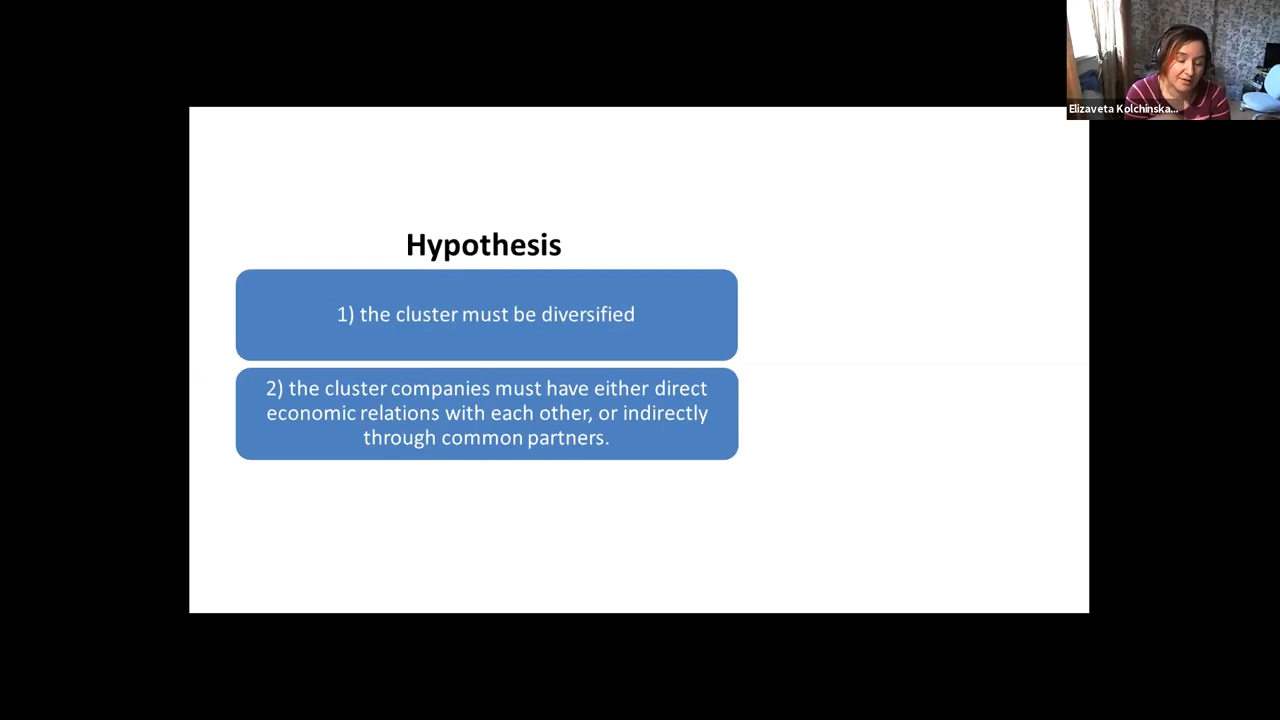 Elizaveta Kolchinska...
Hypothesis
1) the cluster must be diversified
2) the cluster companies must have either direct
economic relations with each other, or indirectly
through common partners.